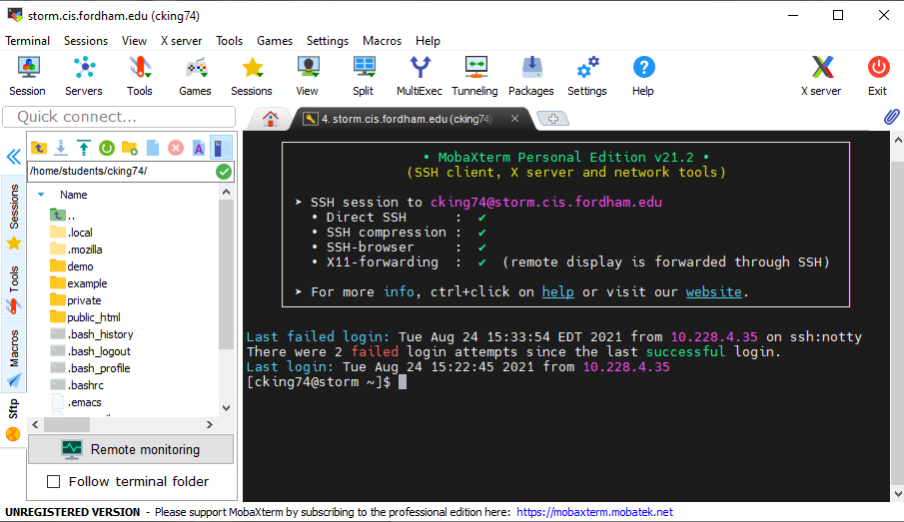 storm.cis.fordham.edu (cking74)
Terminal Sessions View X server Tools Games Settings Macros Help
Session Servers Tools Games Sessions View Split MultiExec Tunneling Packages Settings Help X server Exit
Quick connect...
4. storm.cis.fordham.edu (cking74)
/home/students/cking74/
Name
..
.local
.mozilla
demo
example
private
public_html
.bash_history
.bash_logout
.bash_profile
.bashrc
.emacs
Sessions
Tools
Macros
Sftp
Remote monitoring
Follow terminal folder
• MobaXterm Personal Edition v21.2 •
(SSH client, X server and network tools)
➤ SSH session to cking74@storm.cis.fordham.edu
• Direct SSH : ✔
• SSH compression : ✔
• SSH-browser : ✔
• X11-forwarding : ✔ (remote display is forwarded through SSH)
➤ For more info, ctrl+click on help or visit our website.
Last failed login: Tue Aug 24 15:33:54 EDT 2021 from 10.228.4.35 on ssh:notty
There were 2 failed login attempts since the last successful login.
Last login: Tue Aug 24 15:22:45 2021 from 10.228.4.35
[cking74@storm ~]$
UNREGISTERED VERSION - Please support MobaXterm by subscribing to the professional edition here: https://mobaxterm.mobatek.net